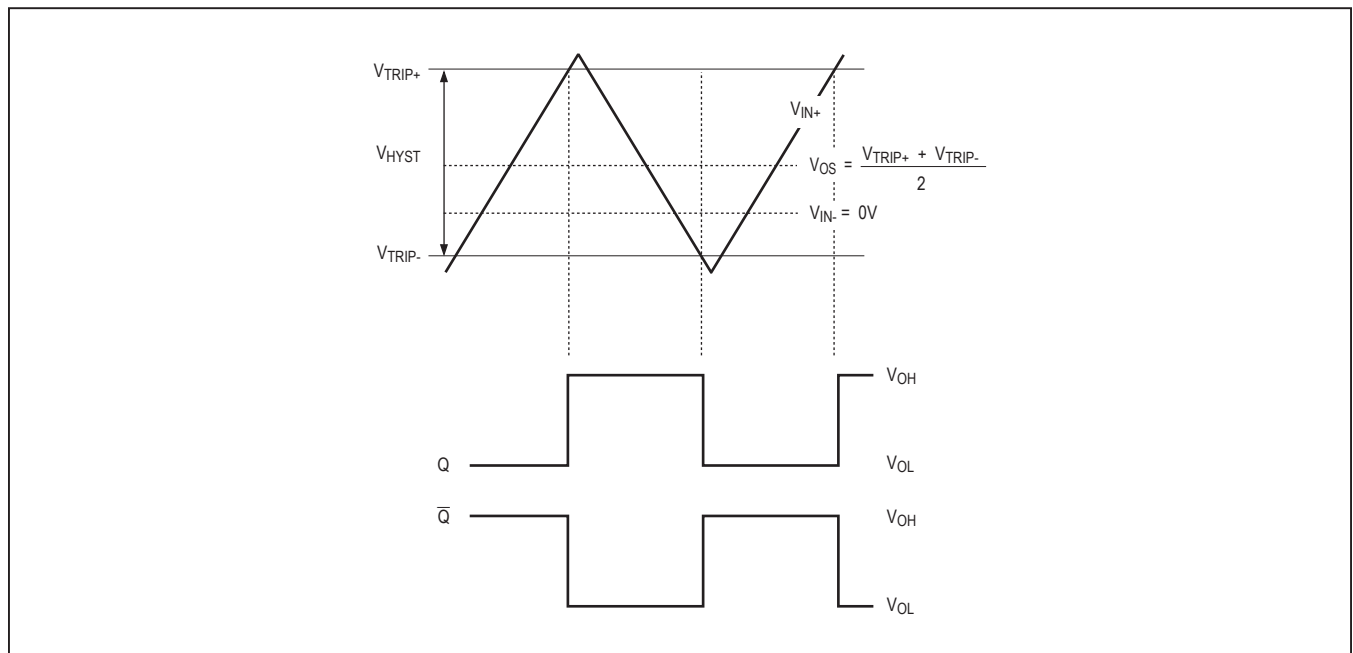 VTRIP+
VIN+
VHYST
VOS = VTRIP+ + VTRIP-
2
VIN- = 0V
VTRIP-
VOH
Q VOL
Q̅ VOH
VOL